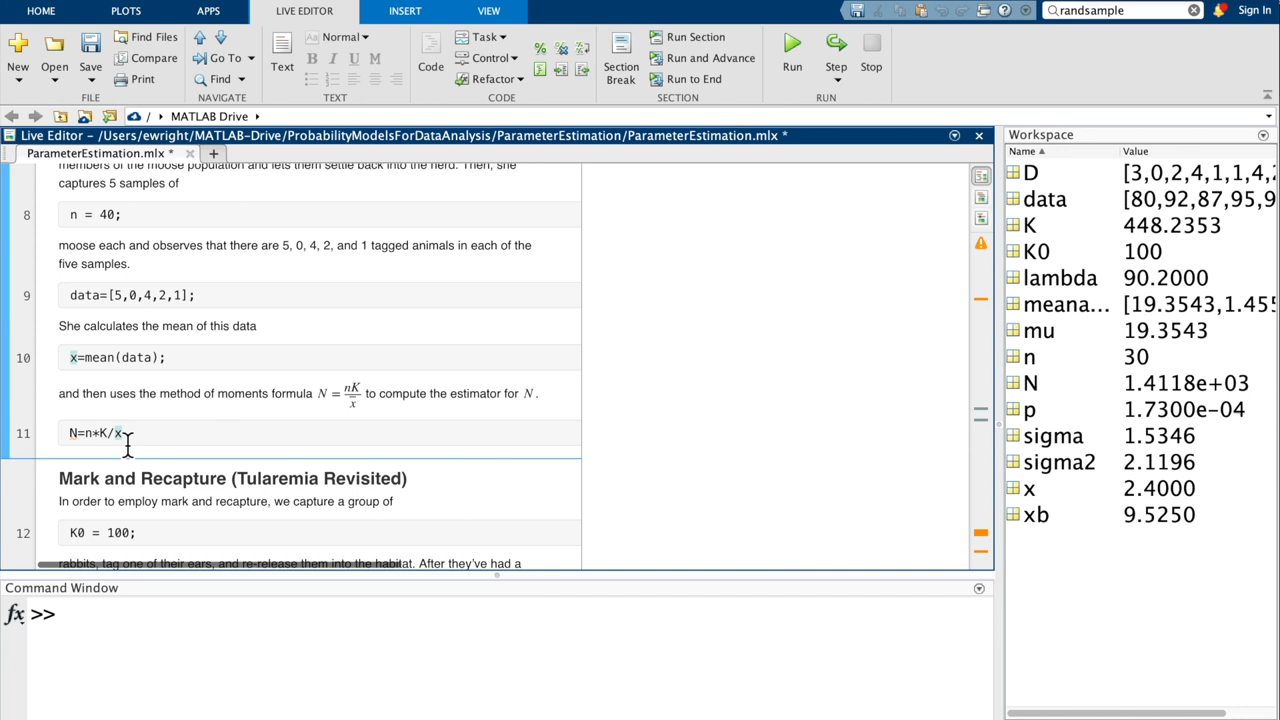 HOME PLOTS APPS LIVE EDITOR INSERT VIEW randsample Sign In
New Open Save Find Files Compare Print
Go To Find
Text Normal B I U M
Code Task Control Refactor
Section Break Run Section Run and Advance Run to End
Run Step Stop
FILE NAVIGATE TEXT CODE SECTION RUN
/ MATLAB Drive
Live Editor - /Users/ewright/MATLAB-Drive/ProbabilityModelsForDataAnalysis/ParameterEstimation/ParameterEstimation.mlx *
ParameterEstimation.mlx * × +
members of the moose population and lets them settle back into the herd. Then, she
captures 5 samples of
8 n = 40;
moose each and observes that there are 5, 0, 4, 2, and 1 tagged animals in each of the
five samples.
9 data=[5,0,4,2,1];
She calculates the mean of this data
10 x=mean(data);
and then uses the method of moments formula N = nK/x̄ to compute the estimator for N.
11 N=n*K/x
Mark and Recapture (Tularemia Revisited)
In order to employ mark and recapture, we capture a group of
12 K0 = 100;
rabbits, tag one of their ears, and re-release them into the habitat. After they've had a
Command Window
fx >>
Workspace
Name Value
D [3,0,2,4,1,1,4,
data [80,92,87,95,9
K 448.2353
K0 100
lambda 90.2000
meana... [19.3543,1.455
mu 19.3543
n 30
N 1.4118e+03
p 1.7300e-04
sigma 1.5346
sigma2 2.1196
x 2.4000
xb 9.5250